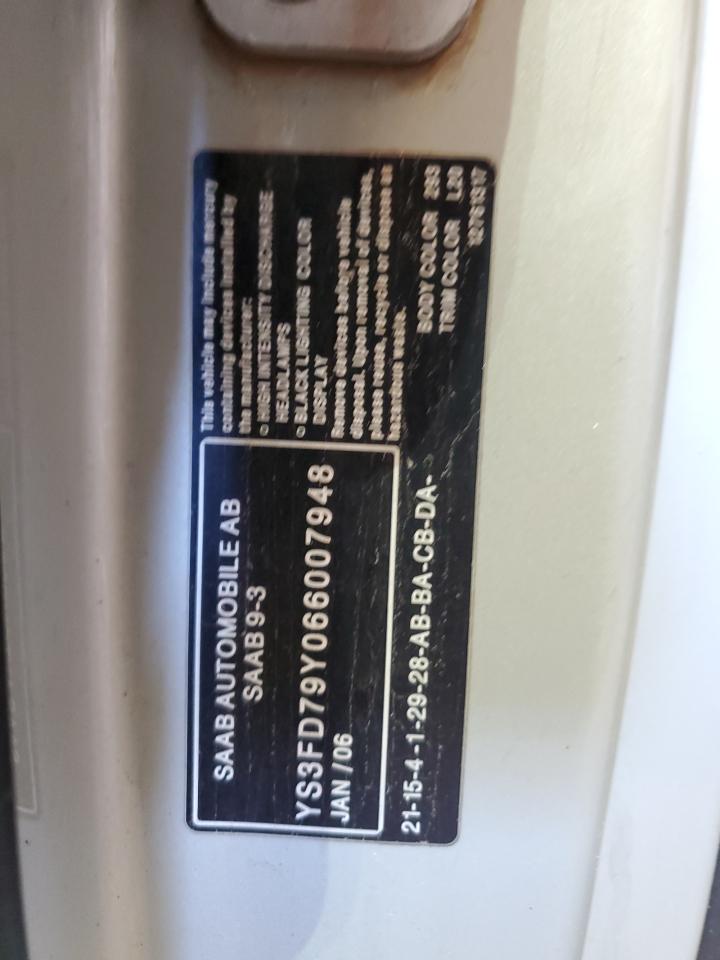 SAAB AUTOMOBILE AB
SAAB 9-3
YS3FD79Y066007948
JAN /06
21-15-4-1-29-28-AB-BA-CB-DA-
This vehicle may include mercury
containing devices installed by
the manufacturer:
o HIGH INTENSITY DISCHARGE
HEADLAMPS
o BLACK LIGHTING COLOR
DISPLAY
Remove devices before vehicle
disposal. Upon removal of devices,
please reuse, recycle or dispose as
hazardous waste.
BODY COLOR 293
TRIM COLOR L20